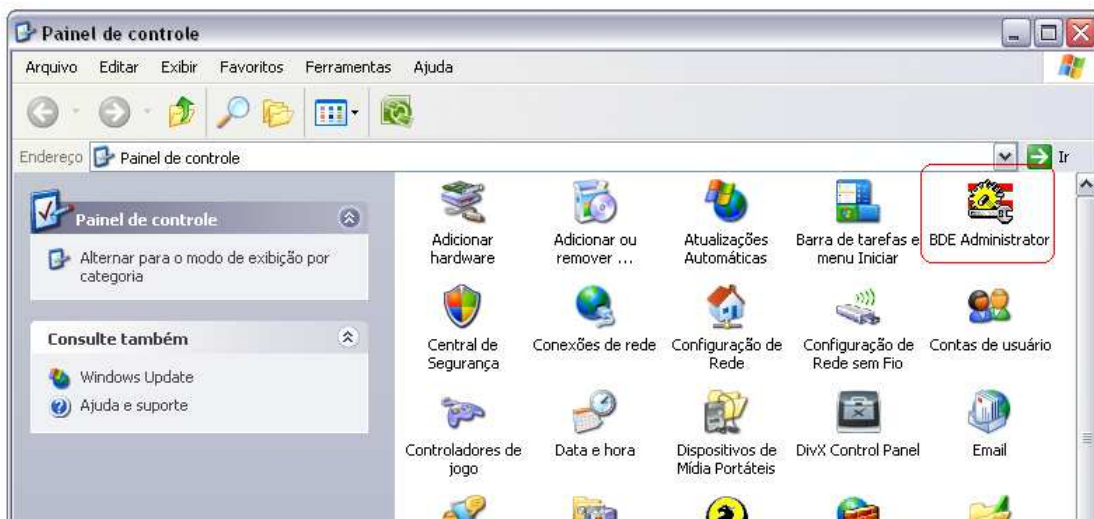 Painel de controle
Arquivo Editar Exibir Favoritos Ferramentas Ajuda
Endereço Painel de controle Ir
Painel de controle
Alternar para o modo de exibição por
categoria
Consulte também
Windows Update
Ajuda e suporte
Adicionar
hardware
Adicionar ou
remover ...
Atualizações
Automáticas
Barra de tarefas e
menu Iniciar
BDE Administrator
Central de
Segurança
Conexões de rede
Configuração de
Rede
Configuração de
Rede sem Fio
Contas de usuário
Controladores de
jogo
Data e hora
Dispositivos de
Mídia Portáteis
DivX Control Panel
Email